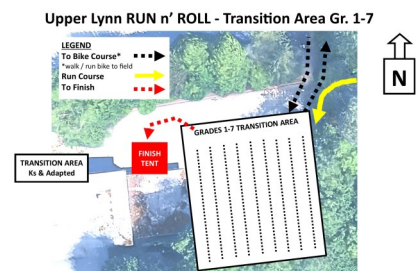 Upper Lynn RUN n' ROLL - Transition Area Gr. 1-7
LEGEND
To Bike Course*
*walk / run bike to field
Run Course
To Finish
N
GRADES 1-7 TRANSITION AREA
TRANSITION AREA
Ks & Adapted
FINISH
TENT